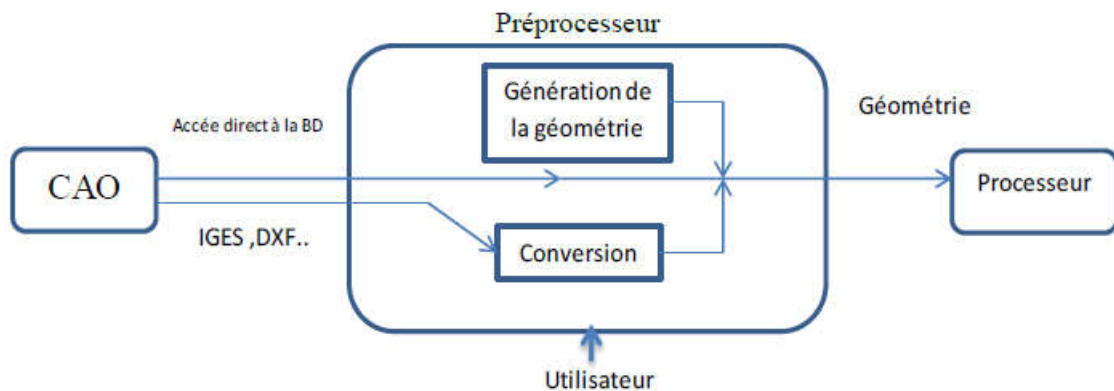 Préprocesseur
Génération de
la géométrie
Géométrie
Accée direct à la BD
CAO
Processeur
IGES ,DXF..
Conversion
Utilisateur